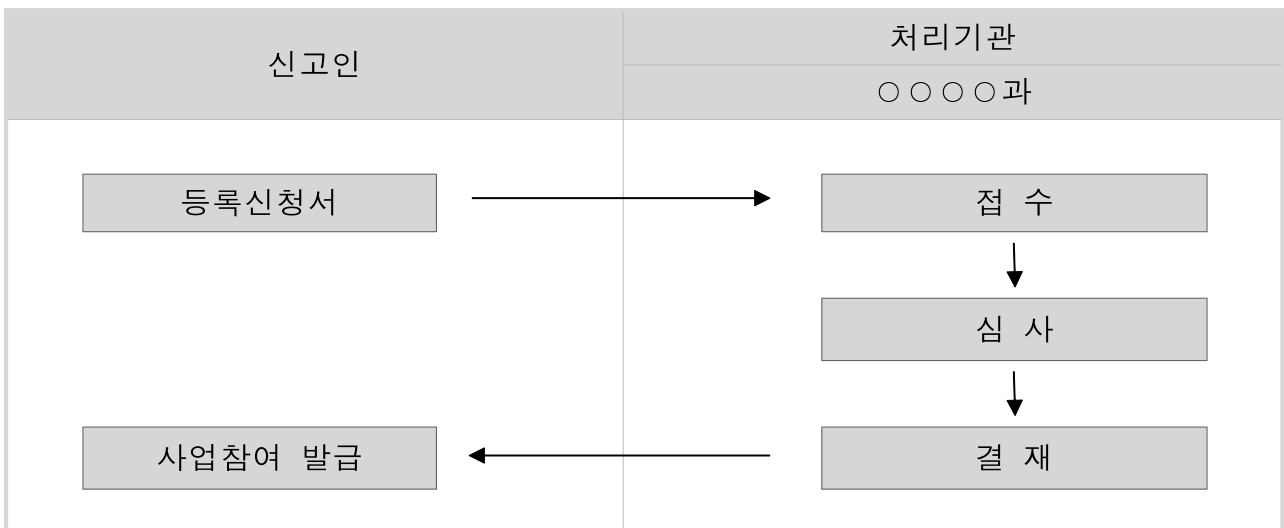 신고인
처리기관
○○○○과
등록신청서
접 수
심 사
사업참여 발급
결 재